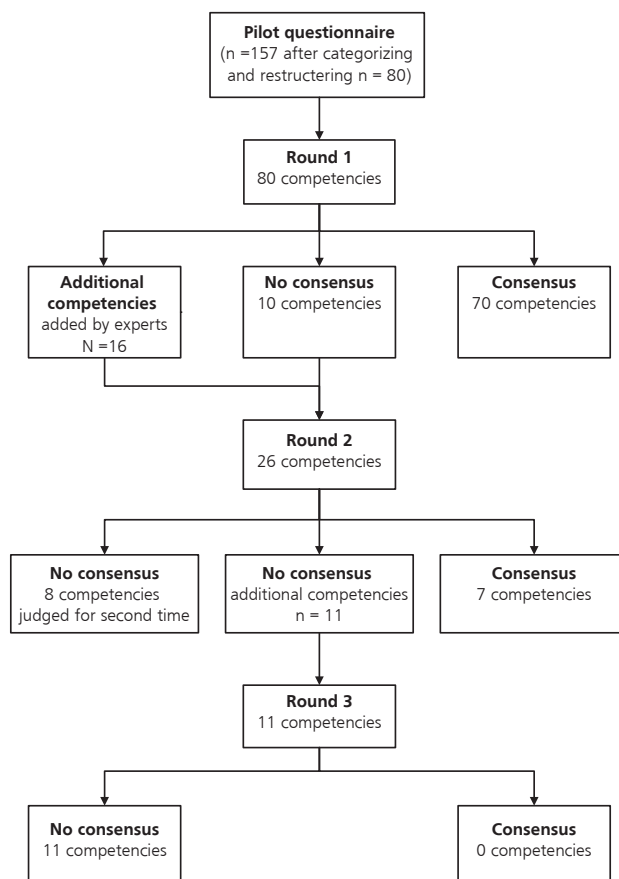 Pilot questionnaire
(n =157 after categorizing
and restructering n = 80)
Round 1
80 competencies
Additional
competencies
added by experts
N =16
No consensus
10 competencies
Consensus
70 competencies
Round 2
26 competencies
No consensus
8 competencies
judged for second time
No consensus
additional competencies
n = 11
Consensus
7 competencies
Round 3
11 competencies
No consensus
11 competencies
Consensus
0 competencies